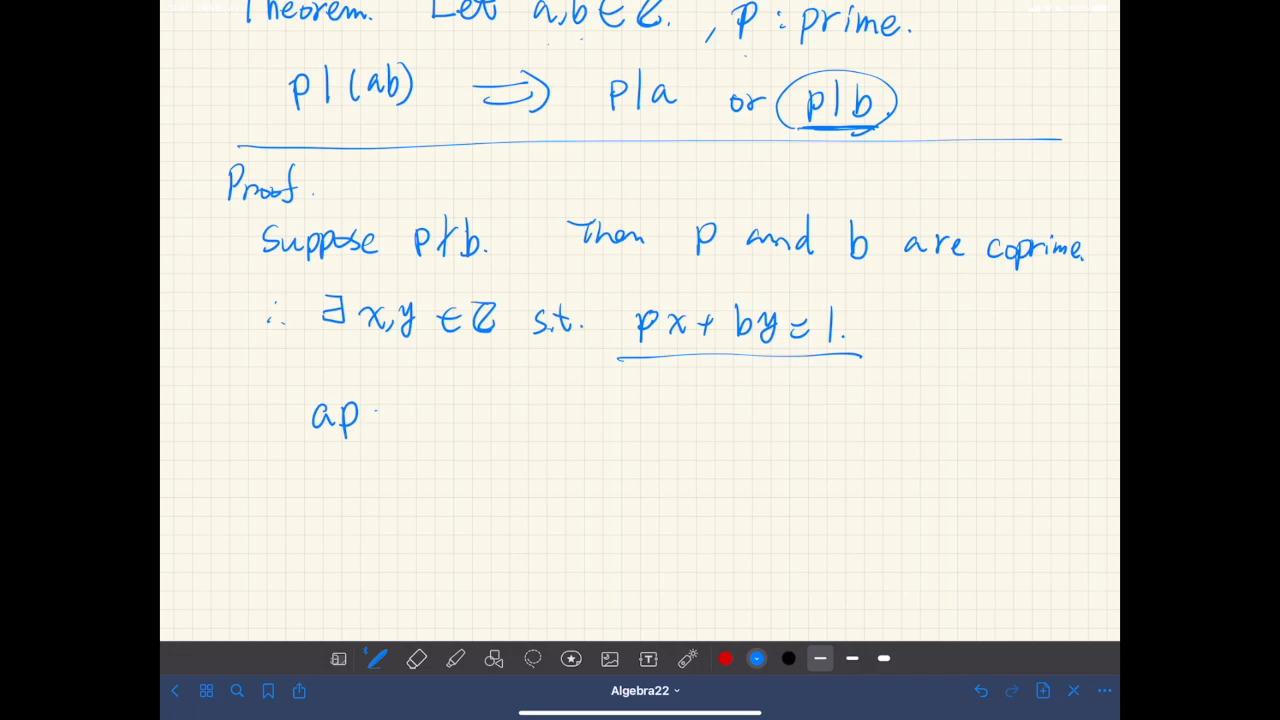 Theorem. Let a,b ∈ ℤ. , p : prime.
p | (ab) ⟹ p | a or p | b
Proof.
Suppose p ∤ b. Then p and b are coprime.
∴ ∃ x,y ∈ ℤ s.t. px + by = 1.
ap
Algebra22